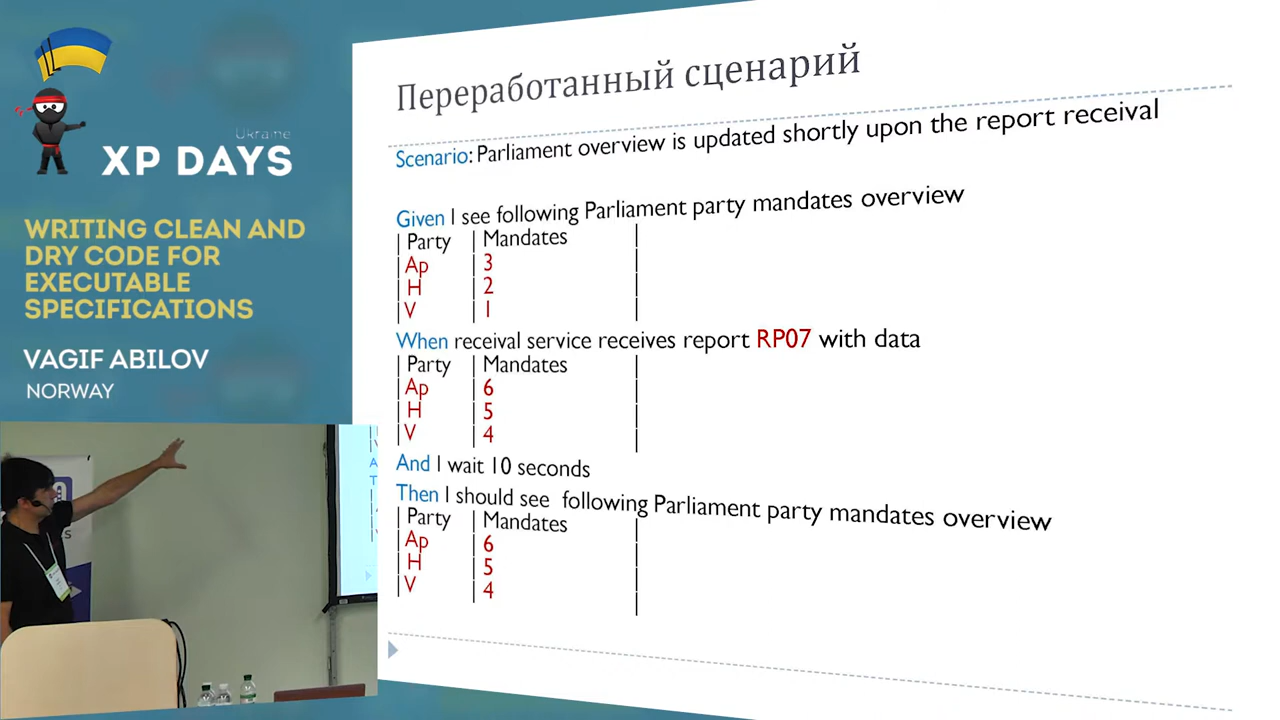 Ukraine
XP DAYS
WRITING CLEAN AND
DRY CODE FOR
EXECUTABLE
SPECIFICATIONS
VAGIF ABILOV
NORWAY
Переработанный сценарий
Scenario: Parliament overview is updated shortly upon the report receival
Given I see following Parliament party mandates overview
| Party | Mandates |
| Ap | 3 |
| H | 2 |
| V | 1 |
When receival service receives report RP07 with data
| Party | Mandates |
| Ap | 6 |
| H | 5 |
| V | 4 |
And I wait 10 seconds
Then I should see following Parliament party mandates overview
| Party | Mandates |
| Ap | 6 |
| H | 5 |
| V | 4 |